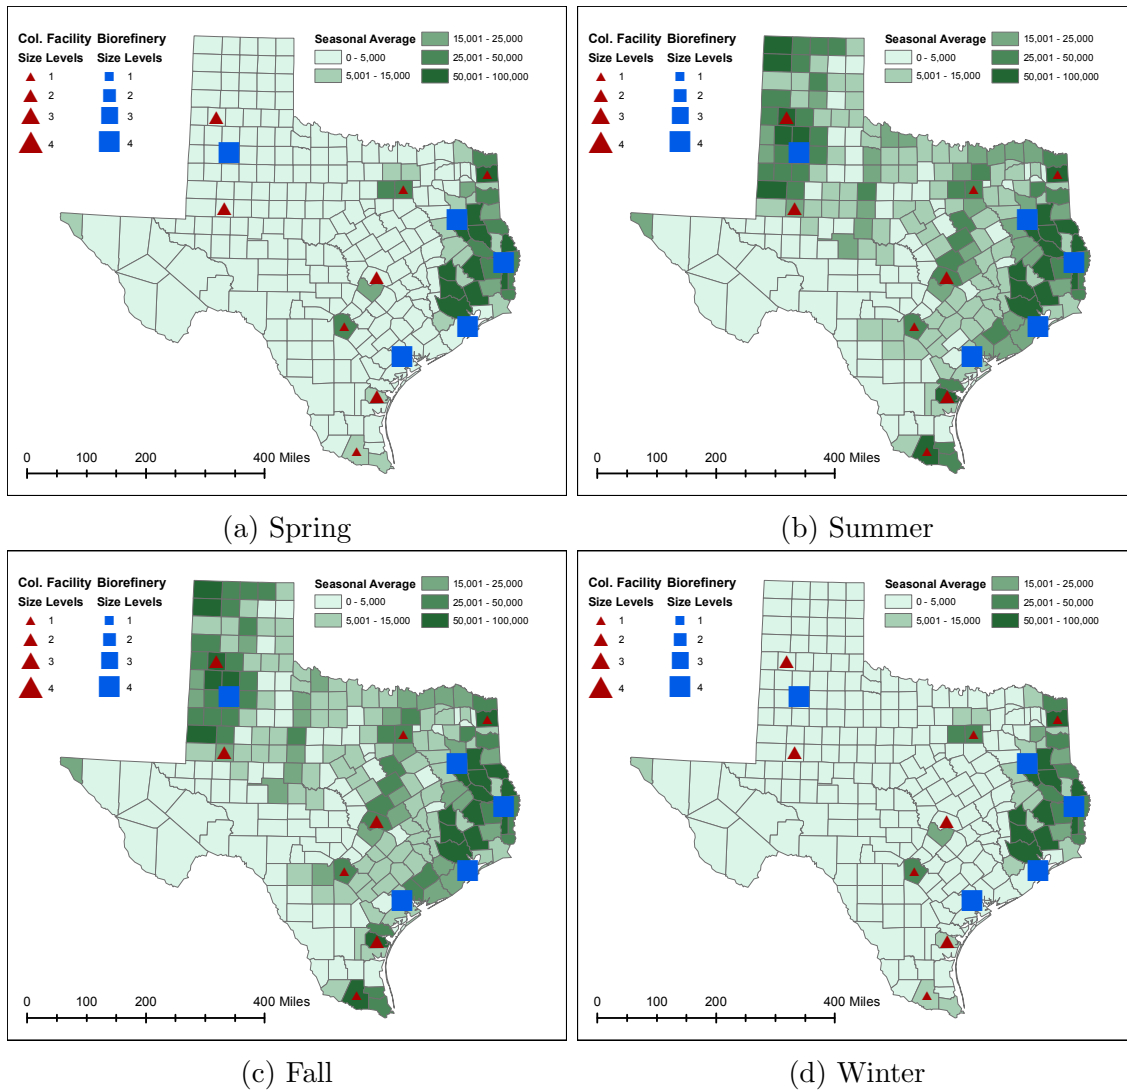 Col. Facility Biorefinery
Size Levels Size Levels
1 1
2 2
3 3
4 4
Seasonal Average
0 - 5,000
5,001 - 15,000
15,001 - 25,000
25,001 - 50,000
50,001 - 100,000
0 100 200 400 Miles
(a) Spring
Col. Facility Biorefinery
Size Levels Size Levels
1 1
2 2
3 3
4 4
Seasonal Average
0 - 5,000
5,001 - 15,000
15,001 - 25,000
25,001 - 50,000
50,001 - 100,000
0 100 200 400 Miles
(b) Summer
Col. Facility Biorefinery
Size Levels Size Levels
1 1
2 2
3 3
4 4
Seasonal Average
0 - 5,000
5,001 - 15,000
15,001 - 25,000
25,001 - 50,000
50,001 - 100,000
0 100 200 400 Miles
(c) Fall
Col. Facility Biorefinery
Size Levels Size Levels
1 1
2 2
3 3
4 4
Seasonal Average
0 - 5,000
5,001 - 15,000
15,001 - 25,000
25,001 - 50,000
50,001 - 100,000
0 100 200 400 Miles
(d) Winter